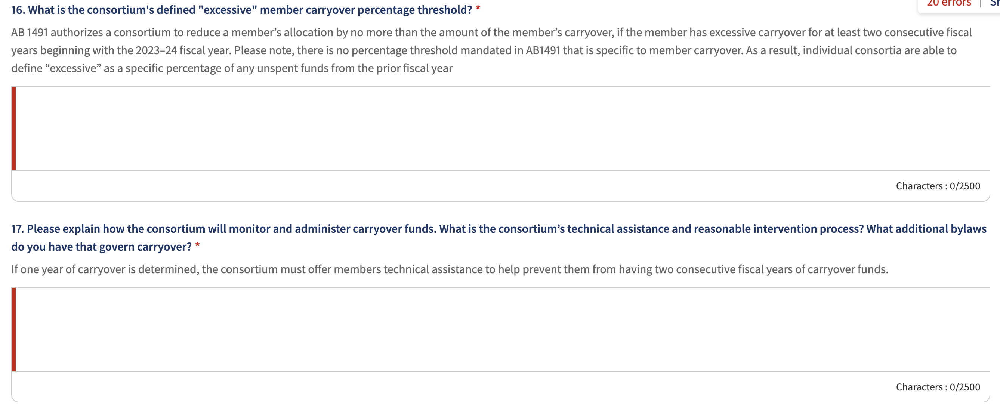 20 errors
16. What is the consortium's defined "excessive" member carryover percentage threshold? *
AB 1491 authorizes a consortium to reduce a member’s allocation by no more than the amount of the member’s carryover, if the member has excessive carryover for at least two consecutive fiscal
years beginning with the 2023–24 fiscal year. Please note, there is no percentage threshold mandated in AB1491 that is specific to member carryover. As a result, individual consortia are able to
define “excessive” as a specific percentage of any unspent funds from the prior fiscal year
Characters : 0/2500
17. Please explain how the consortium will monitor and administer carryover funds. What is the consortium’s technical assistance and reasonable intervention process? What additional bylaws
do you have that govern carryover? *
If one year of carryover is determined, the consortium must offer members technical assistance to help prevent them from having two consecutive fiscal years of carryover funds.
Characters : 0/2500